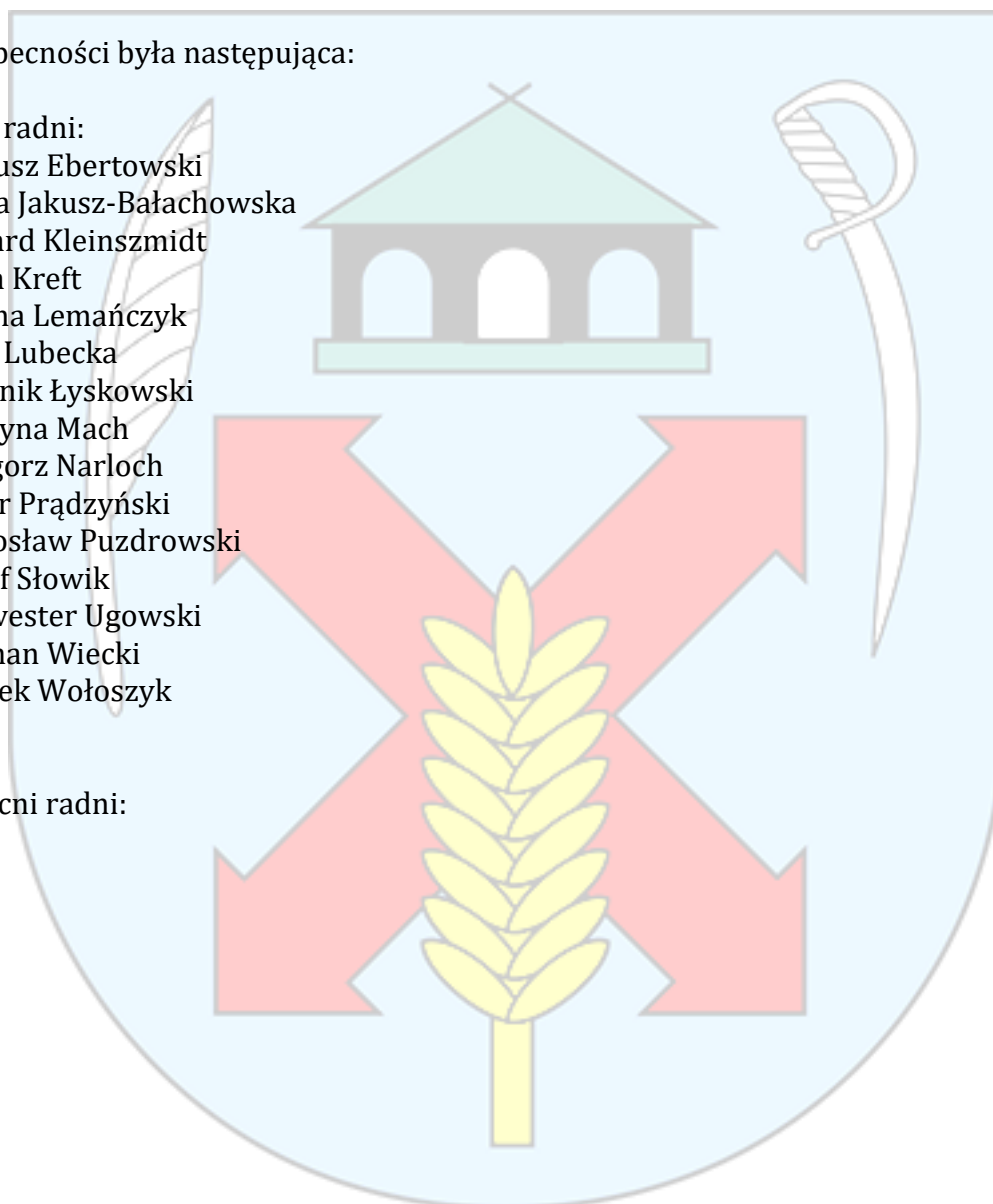 ecności była następująca:
radni:
usz Ebertowski
a Jakusz-Bałachowska
ard Kleinszmidt
Kreft
na Lemańczyk
Lubecka
nik Łyskowski
yna Mach
gorz Narloch
r Prądzyński
osław Puzdrowski
f Słowik
vester Ugowski
nan Wiecki
ek Wołoszyk
cni radni: